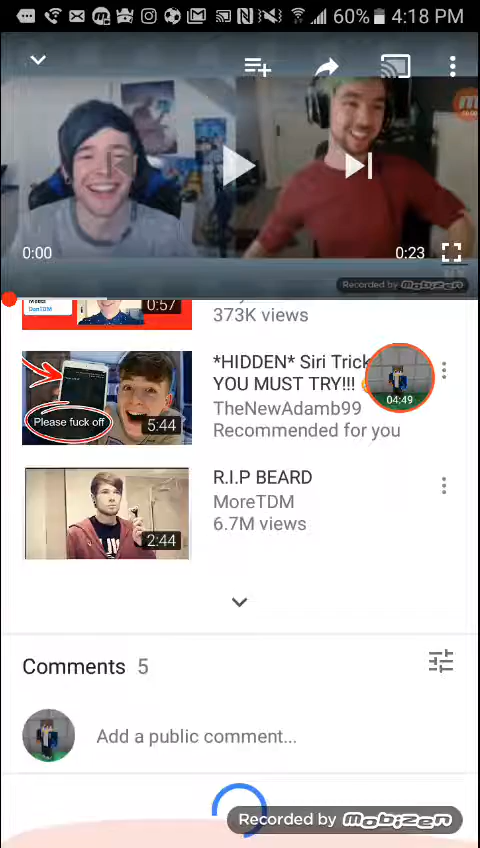 60% 4:18 PM
0:00
0:23
Recorded by mobizen
DanTDM
0:57
373K views
*HIDDEN* Siri Trick
YOU MUST TRY!!!
TheNewAdamb99
Recommended for you
Please fuck off
5:44
04:49
R.I.P BEARD
MoreTDM
6.7M views
2:44
Comments 5
Add a public comment...
Recorded by mobizen